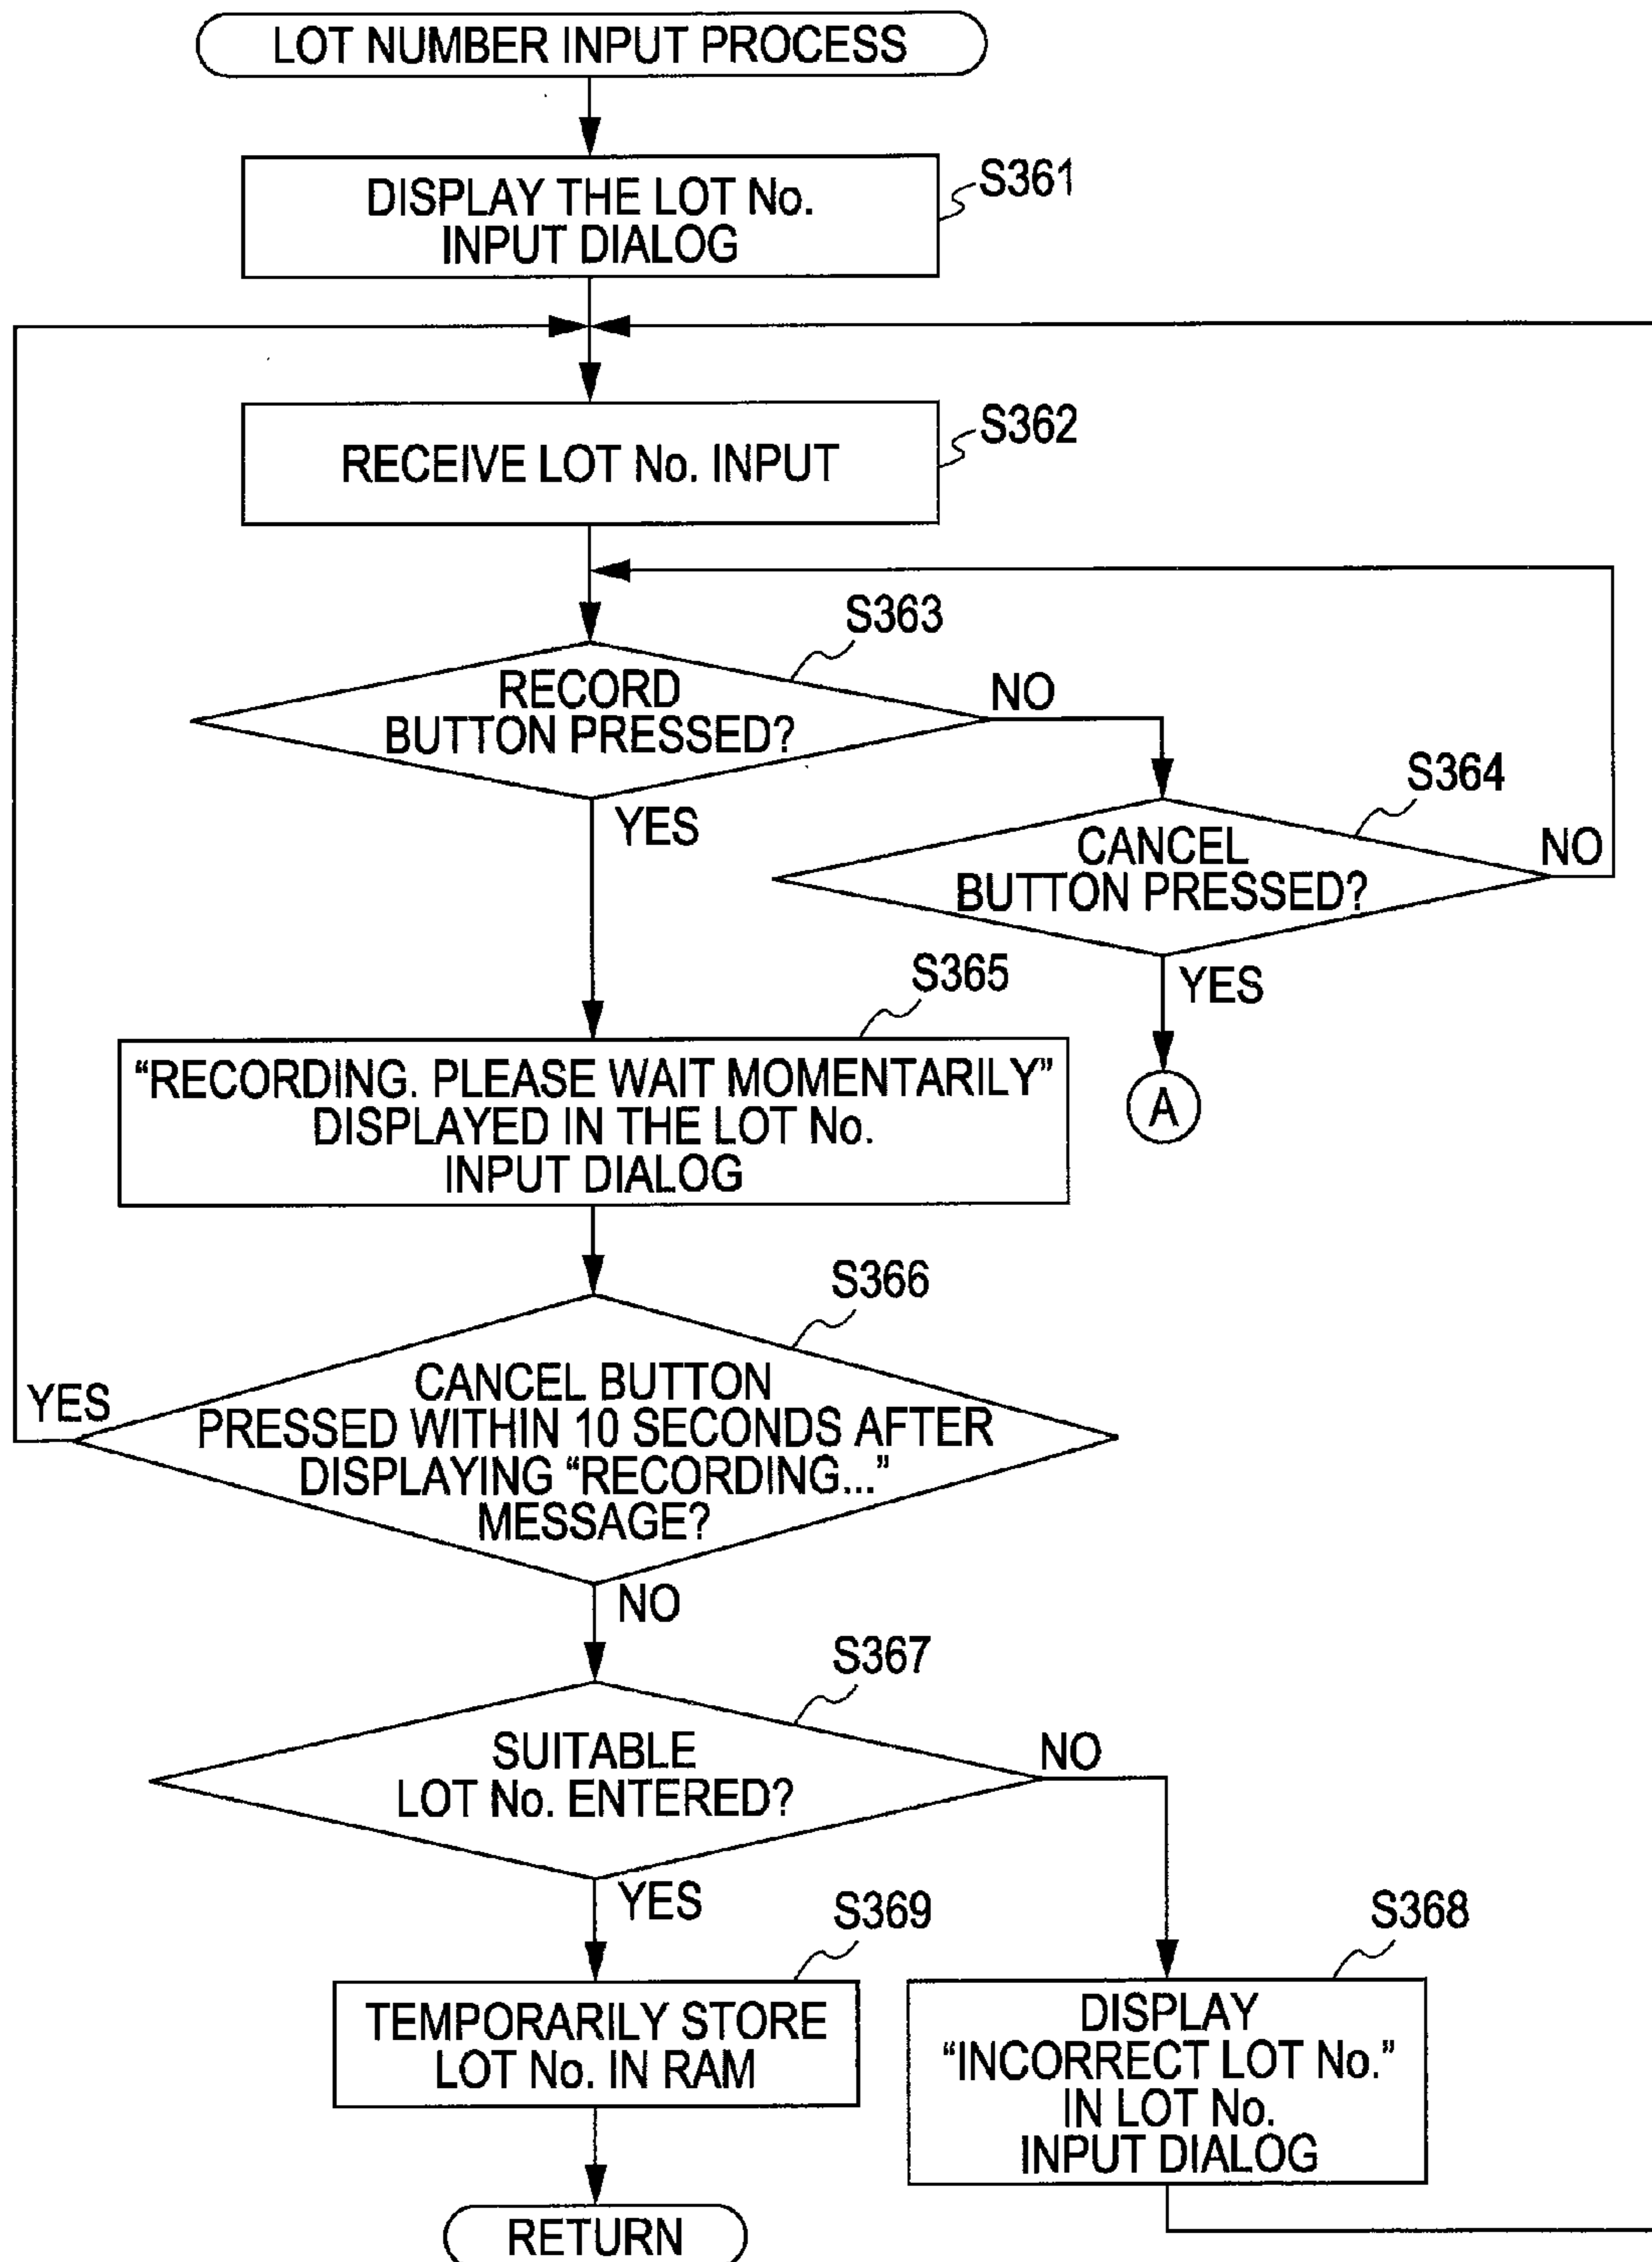 LOT NUMBER INPUT PROCESS
S361
DISPLAY THE LOT No.
INPUT DIALOG
S362
RECEIVE LOT No. INPUT
S363
RECORD
BUTTON PRESSED?
NO
YES
S364
CANCEL
BUTTON PRESSED?
NO
YES
A
S365
“RECORDING. PLEASE WAIT MOMENTARILY”
DISPLAYED IN THE LOT No.
INPUT DIALOG
S366
CANCEL BUTTON
PRESSED WITHIN 10 SECONDS AFTER
DISPLAYING “RECORDING...”
MESSAGE?
YES
NO
S367
SUITABLE
LOT No. ENTERED?
NO
YES
S369
TEMPORARILY STORE
LOT No. IN RAM
S368
DISPLAY
“INCORRECT LOT No.”
IN LOT No.
INPUT DIALOG
RETURN